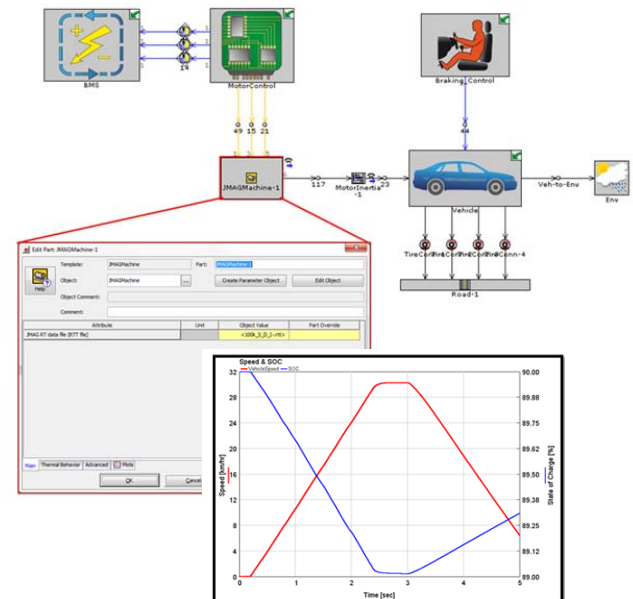 BMS
14
MotorControl
Braking_Control
49 15 21
44
JMAGMachine-1
117
MotorInertia
-1
23
Vehicle
Veh-to-Env
Env
Road-1
Edit Part: JMAGMachine-1
Template: JMAGMachine Part: JMAGMachine-1
Help
Object: JMAGMachine ... Create Parameter Object Edit Object
Object Comment:
Comment:
Attribute Unit Object Value Part Override
JMAG RT data file (RTT file)
Main Thermal Behavior Advanced Plots
OK Cancel
Speed & SOC
VehicleSpeed SOC
Speed [km/hr]
32
28
24
20
16
12
8
4
0
State of Charge [%]
90.00
89.88
89.75
89.62
89.50
89.38
89.25
89.12
89.00
0 1 2 3 4 5
Time [sec]